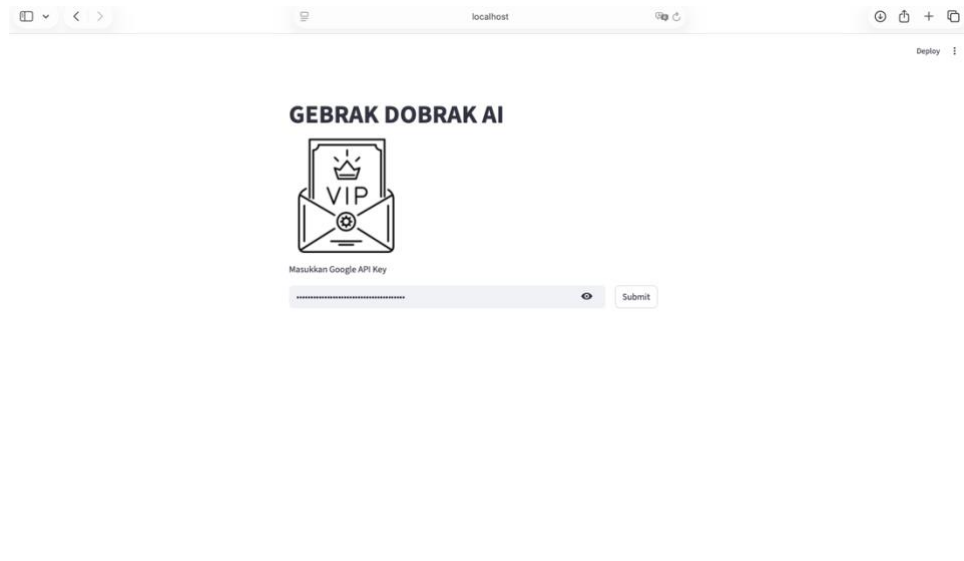 localhost
Deploy
GEBRAK DOBRAK AI
VIP
Masukkan Google API Key
Submit